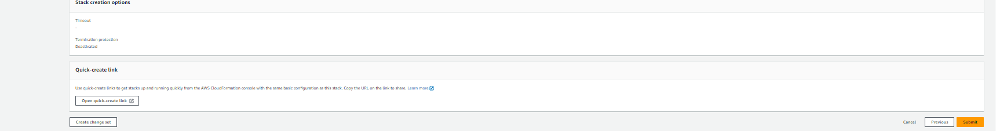 Stack creation options
Timeout
-
Termination protection
Deactivated
Quick-create link
Use quick-create links to get stacks up and running quickly from the AWS CloudFormation console with the same basic configuration as this stack. Copy the URL on the link to share. Learn more
Open quick-create link
Create change set
Cancel
Previous
Submit